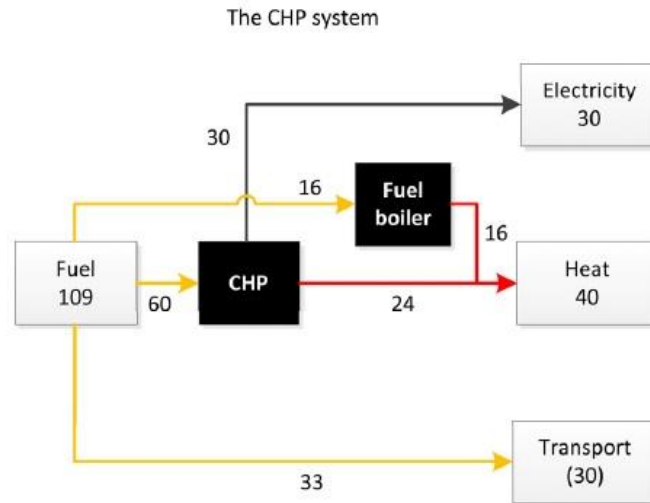 The CHP system
Electricity
30
30
16
Fuel
boiler
16
Fuel
109
60
CHP
24
Heat
40
33
Transport
(30)